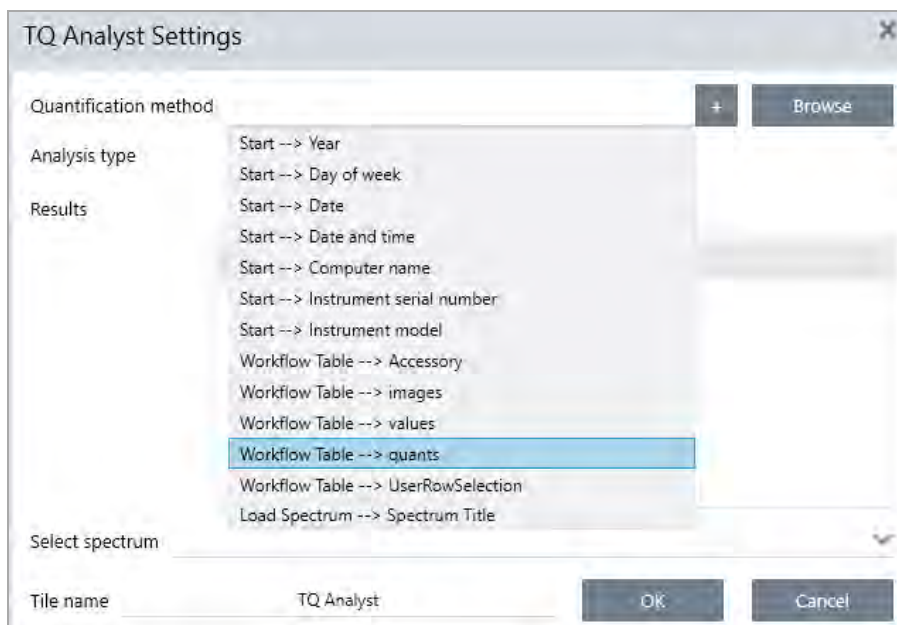 TQ Analyst Settings
Quantification method
+
Browse
Analysis type
Results
Start --> Year
Start --> Day of week
Start --> Date
Start --> Date and time
Start --> Computer name
Start --> Instrument serial number
Start --> Instrument model
Workflow Table --> Accessory
Workflow Table --> images
Workflow Table --> values
Workflow Table --> quants
Workflow Table --> UserRowSelection
Load Spectrum --> Spectrum Title
Select spectrum
Tile name TQ Analyst OK Cancel